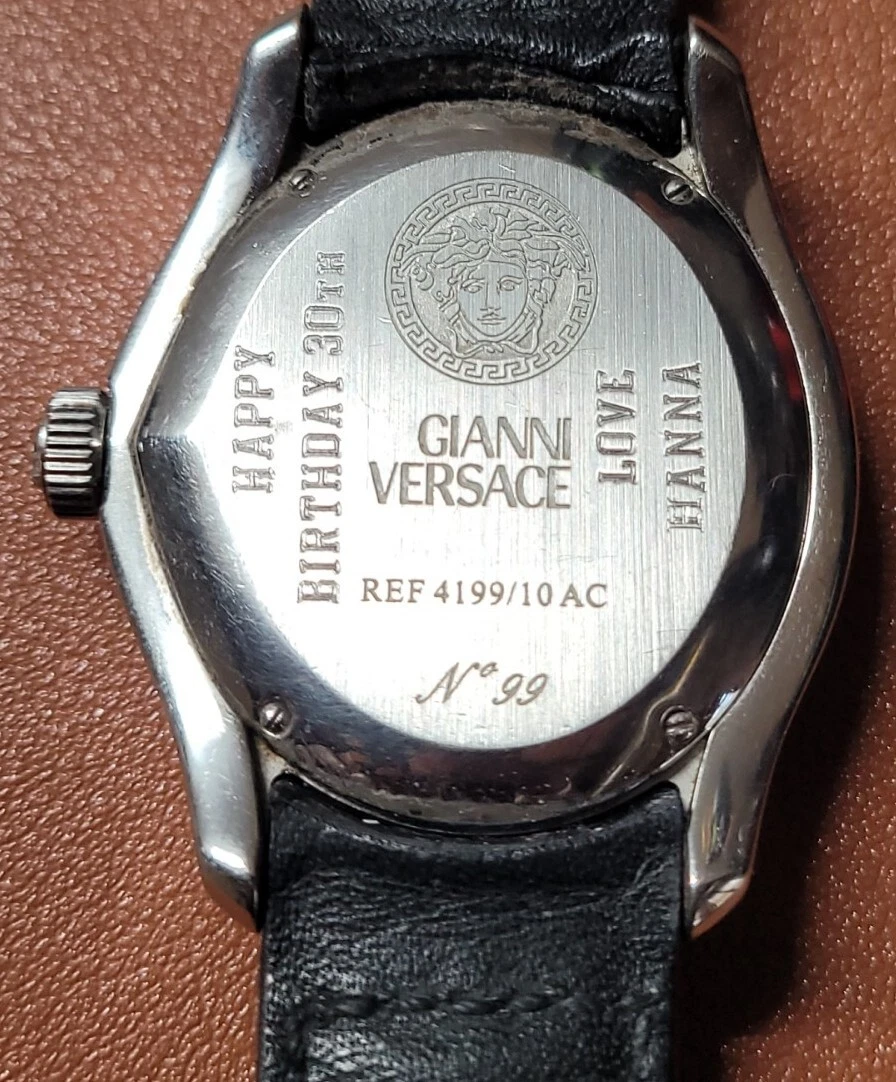 GIANNI
VERSACE
REF 4199/10 AC
Nº 99
HAPPY
BIRTHDAY 30TH
LOVE
HANNA